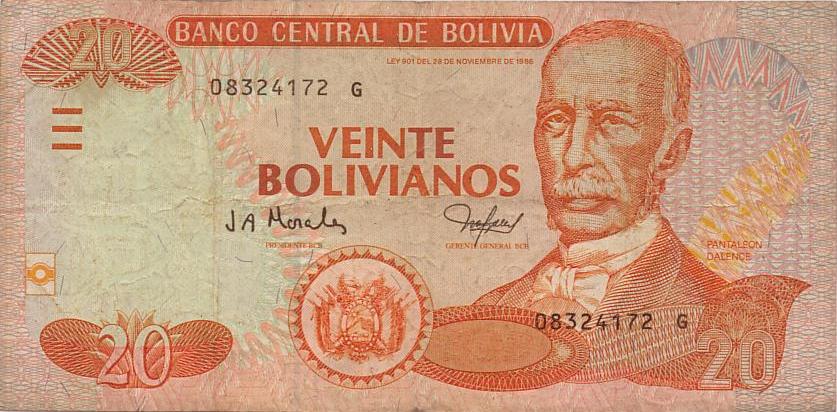 20
BANCO CENTRAL DE BOLIVIA
LEY 901 DEL 28 DE NOVIEMBRE DE 1986
08324172 G
VEINTE
BOLIVIANOS
J A Morales
PRESIDENTE BCB
GERENTE GENERAL BCB
PANTALEON
DALENCE
08324172 G
20
20